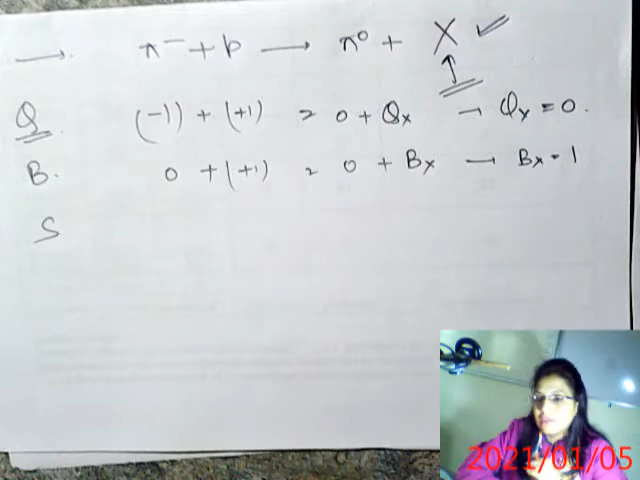 π⁻ + p → π⁰ + X ✓
Q. (-1) + (+1) = 0 + Qx → Qx = 0.
B. 0 + (+1) = 0 + Bx → Bx = 1
S
2021/01/05